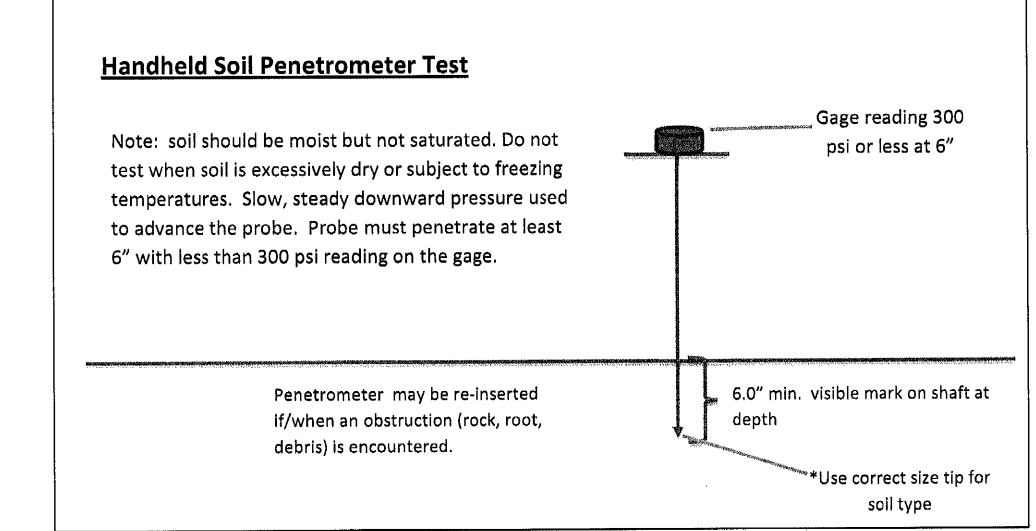 Handheld Soil Penetrometer Test
Note: soil should be moist but not saturated. Do not
test when soil is excessively dry or subject to freezing
temperatures. Slow, steady downward pressure used
to advance the probe. Probe must penetrate at least
6” with less than 300 psi reading on the gage.
Gage reading 300
psi or less at 6”
Penetrometer may be re-inserted
if/when an obstruction (rock, root,
debris) is encountered.
6.0” min. visible mark on shaft at
depth
*Use correct size tip for
soil type